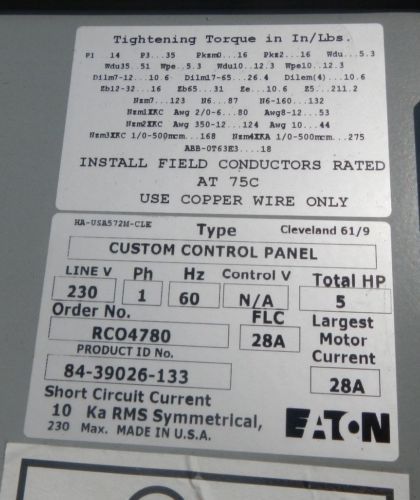 Tightening Torque in In/Lbs.
P1 14 P3...35 Pkzm0...16 Pkz2...16 Wdu...5.3
Wdu35..51 Wpe..5.3 Wdu10..12.3 Wpe10..12.3
Dilm7-12...10.6 Dilm17-65...26.4 Dilem(4)...10.6
Zb12-32...16 Zb65...31 Ze...10.6 Z5...211.2
Nzm7...123 N6...87 N6-160...132
Nzm1XKC Awg 2/0-6...80 Awg8-12...53
Nzm2XKC Awg 350-12...124 Awg 10...44
Nzm3XKC 1/0-500mcm...168 Nzm4XKA 1/0-500mcm...275
ABB-OT63E3...18
INSTALL FIELD CONDUCTORS RATED
AT 75C
USE COPPER WIRE ONLY
HA-USA572M-CLE Type Cleveland 61/9
CUSTOM CONTROL PANEL
LINE V Ph Hz Control V Total HP
230 1 60 N/A 5
Order No. FLC Largest
RCO4780 28A Motor
PRODUCT ID No. Current
84-39026-133 28A
Short Circuit Current
10 Ka RMS Symmetrical,
230 Max. MADE IN U.S.A.
EATON